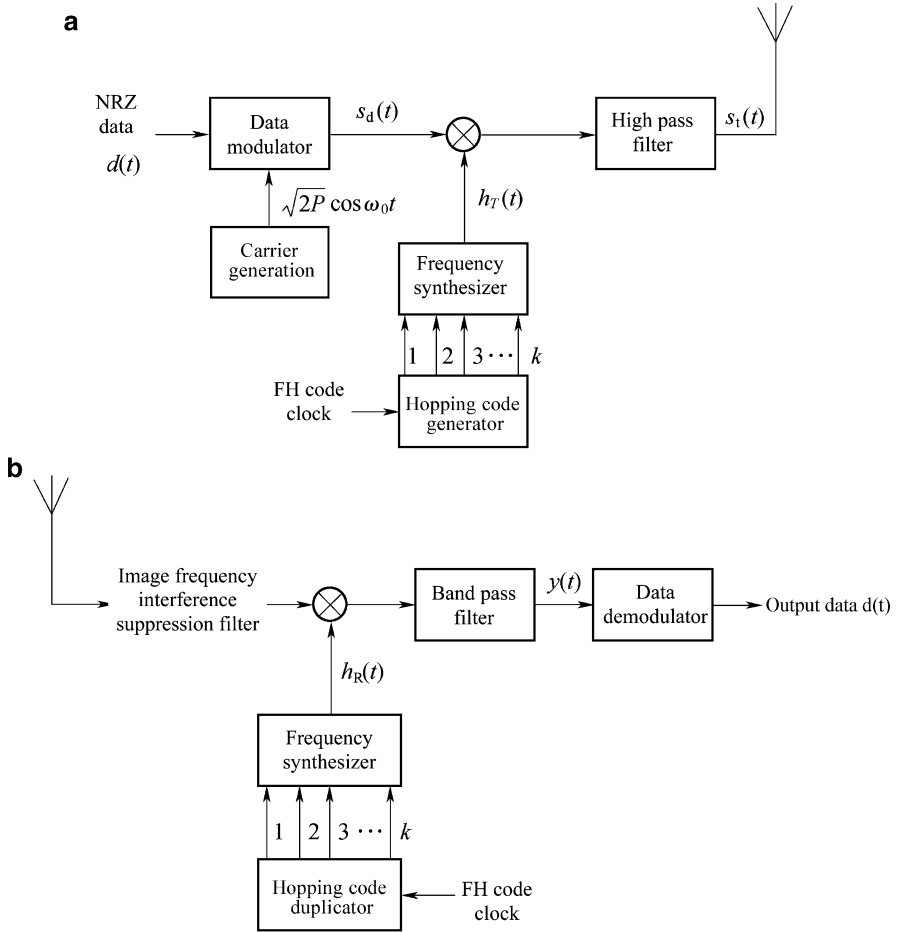 a
NRZ
data
d(t)
Data
modulator
s_d(t)
High pass
filter
s_t(t)
√2P cos ω₀t
h_T(t)
Carrier
generation
Frequency
synthesizer
1 2 3 ··· k
FH code
clock
Hopping code
generator
b
Image frequency
interference
suppression filter
Band pass
filter
y(t)
Data
demodulator
Output data d(t)
h_R(t)
Frequency
synthesizer
1 2 3 ··· k
Hopping code
duplicator
FH code
clock